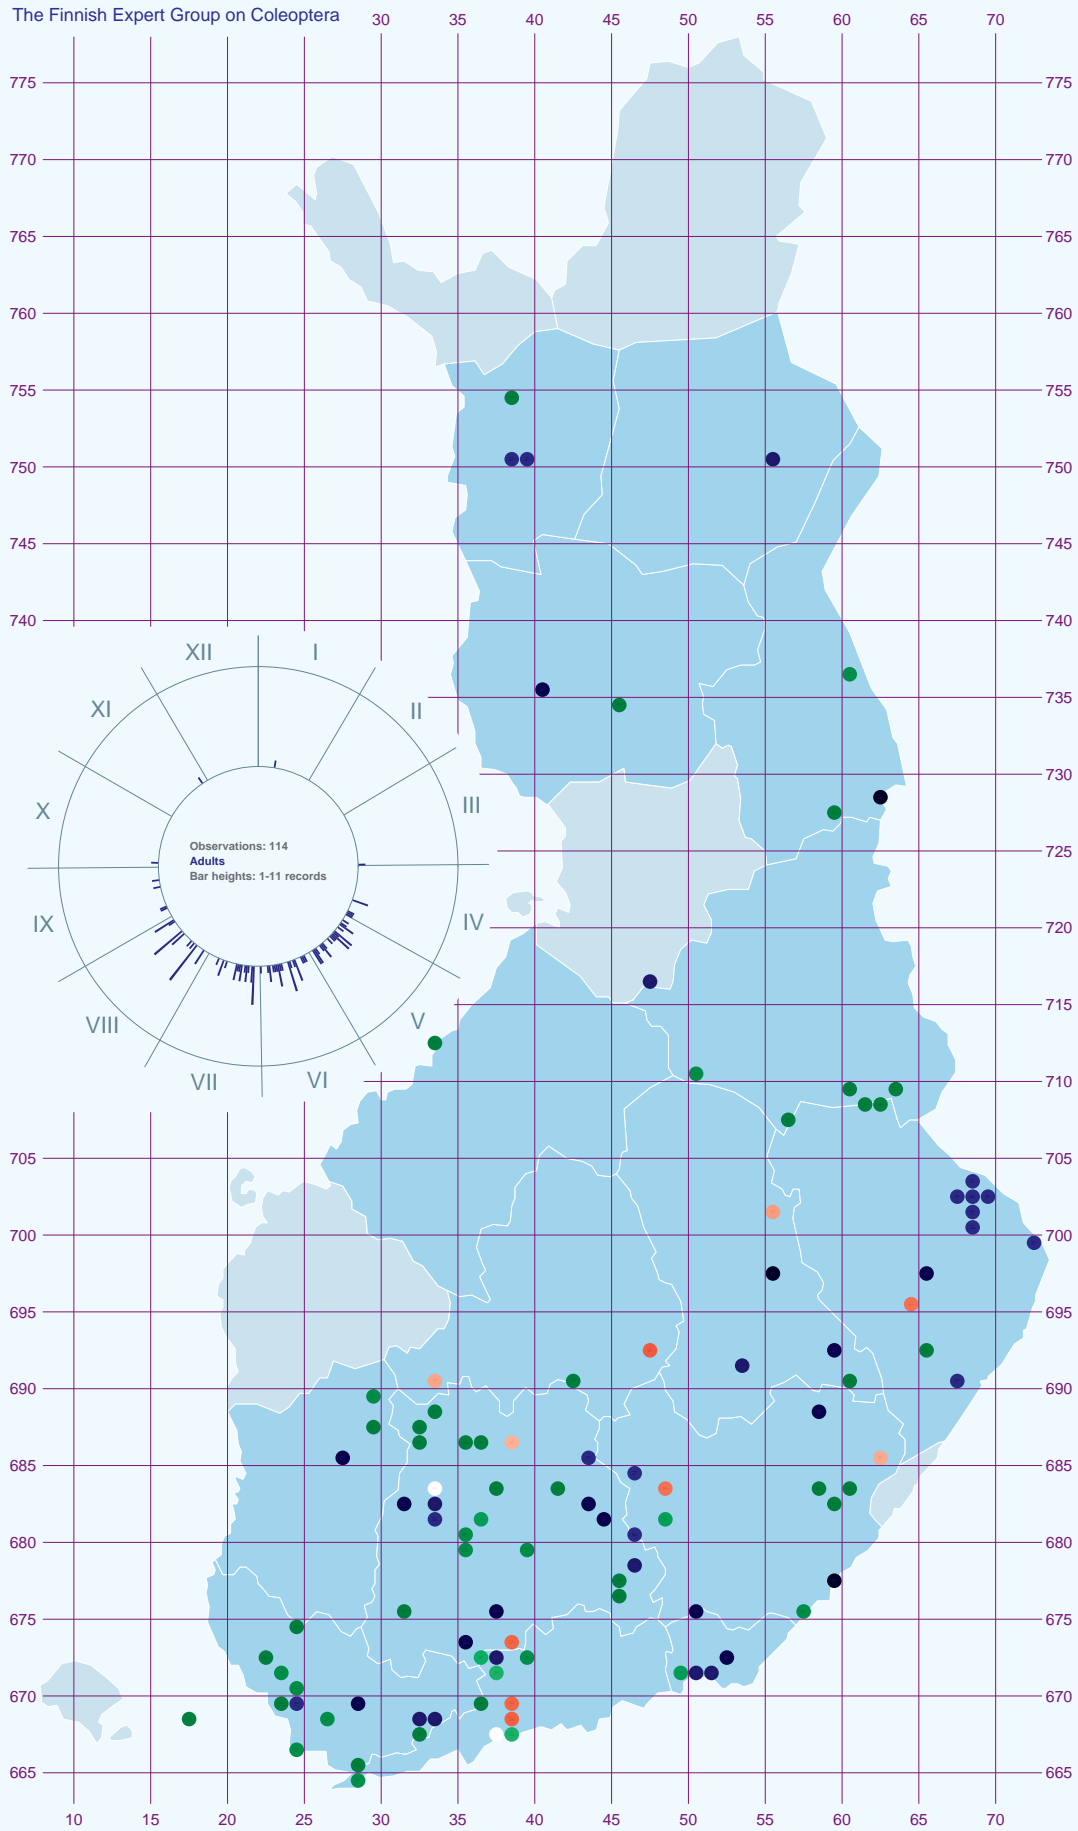 The Finnish Expert Group on Coleoptera
30 35 40 45 50 55 60 65 70
775 775
770 770
765 765
760 760
755 755
750 750
745 745
740 740
XII I
XI II
735
730
X III
Observations: 114
Adults
Bar heights: 1-11 records
725
IX IV
720
715
VIII V
VII VI
710
705 705
700 700
695 695
690 690
685 685
680 680
675 675
670 670
665 665
10 15 20 25 30 35 40 45 50 55 60 65 70